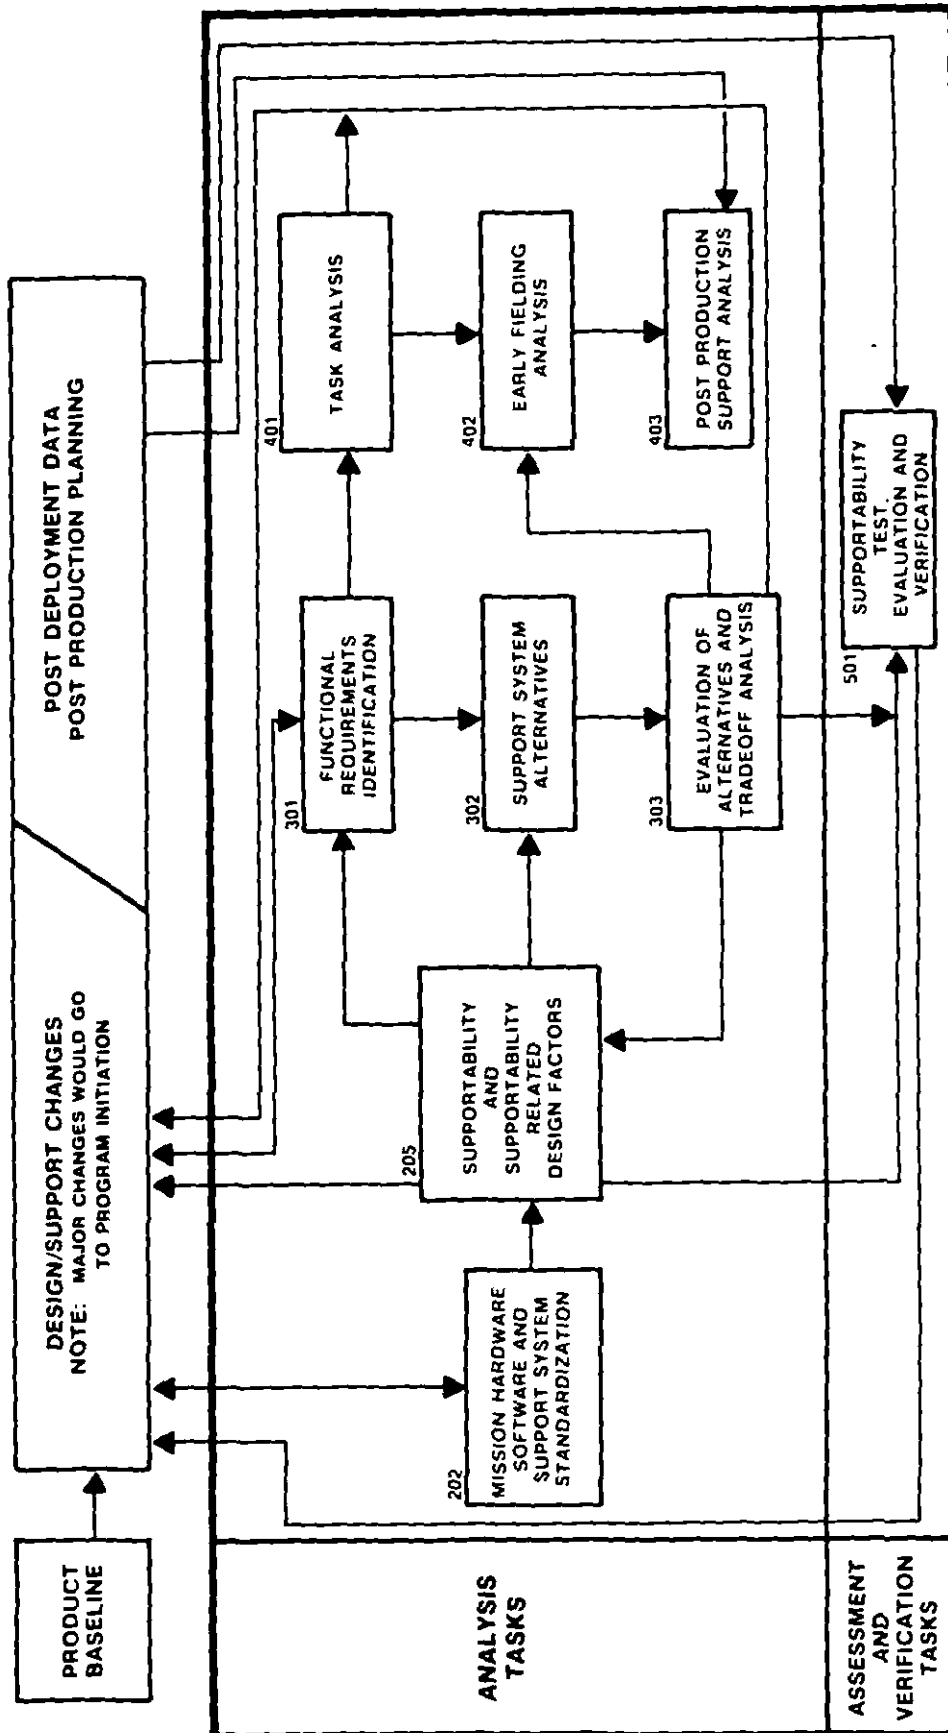 PRODUCT
BASELINE
DESIGN/SUPPORT CHANGES
NOTE: MAJOR CHANGES WOULD GO
TO PROGRAM INITIATION
POST DEPLOYMENT DATA
POST PRODUCTION PLANNING
ANALYSIS
TASKS
202
MISSION HARDWARE
SOFTWARE AND
SUPPORT SYSTEM
STANDARDIZATION
205
SUPPORTABILITY
AND
SUPPORTABILITY
RELATED
DESIGN FACTORS
301
FUNCTIONAL
REQUIREMENTS
IDENTIFICATION
302
SUPPORT SYSTEM
ALTERNATIVES
303
EVALUATION OF
ALTERNATIVES AND
TRADEOFF ANALYSIS
401
TASK ANALYSIS
402
EARLY FIELDING
ANALYSIS
403
POST PRODUCTION
SUPPORT ANALYSIS
ASSESSMENT
AND
VERIFICATION
TASKS
501
SUPPORTABILITY
TEST.
EVALUATION AND
VERIFICATION